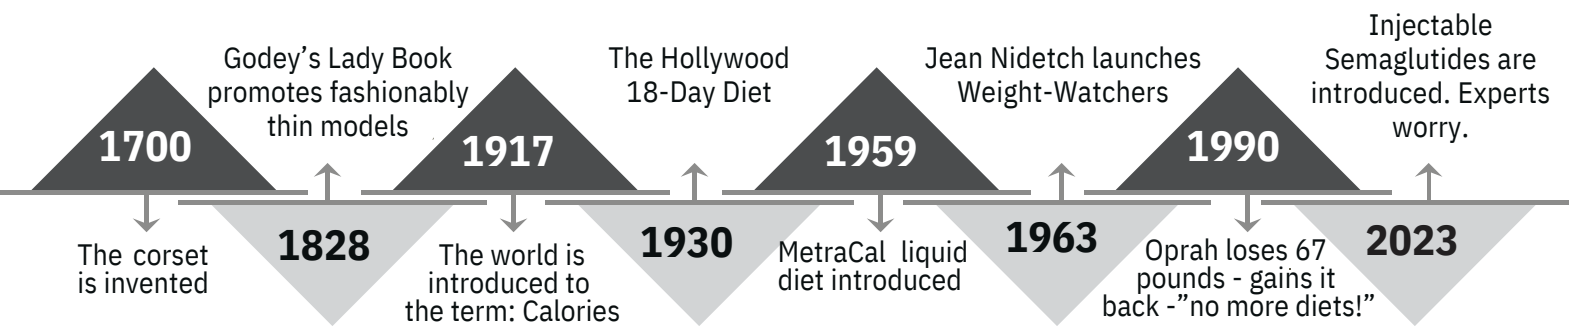 1700
The corset
is invented
Godey's Lady Book
promotes fashionably
thin models
1828
1917
The world is
introduced to
the term: Calories
The Hollywood
18-Day Diet
1930
1959
MetraCal liquid
diet introduced
Jean Nidetch launches
Weight-Watchers
1963
1990
Oprah loses 67
pounds - gains it
back -”no more diets!”
Injectable
Semaglutides are
introduced. Experts
worry.
2023